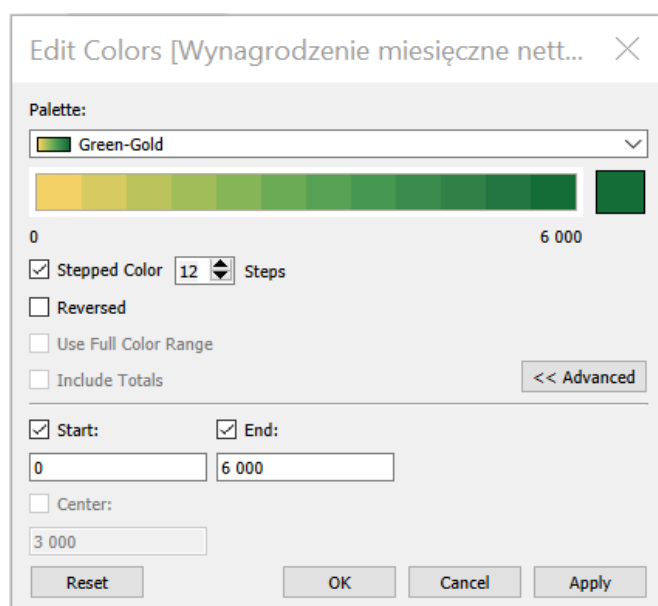 Edit Colors [Wynagrodzenie miesięczne nett...
Palette:
Green-Gold
0 6 000
Stepped Color 12 Steps
Reversed
Use Full Color Range
Include Totals
<< Advanced
Start: End:
0 6 000
Center:
3 000
Reset OK Cancel Apply